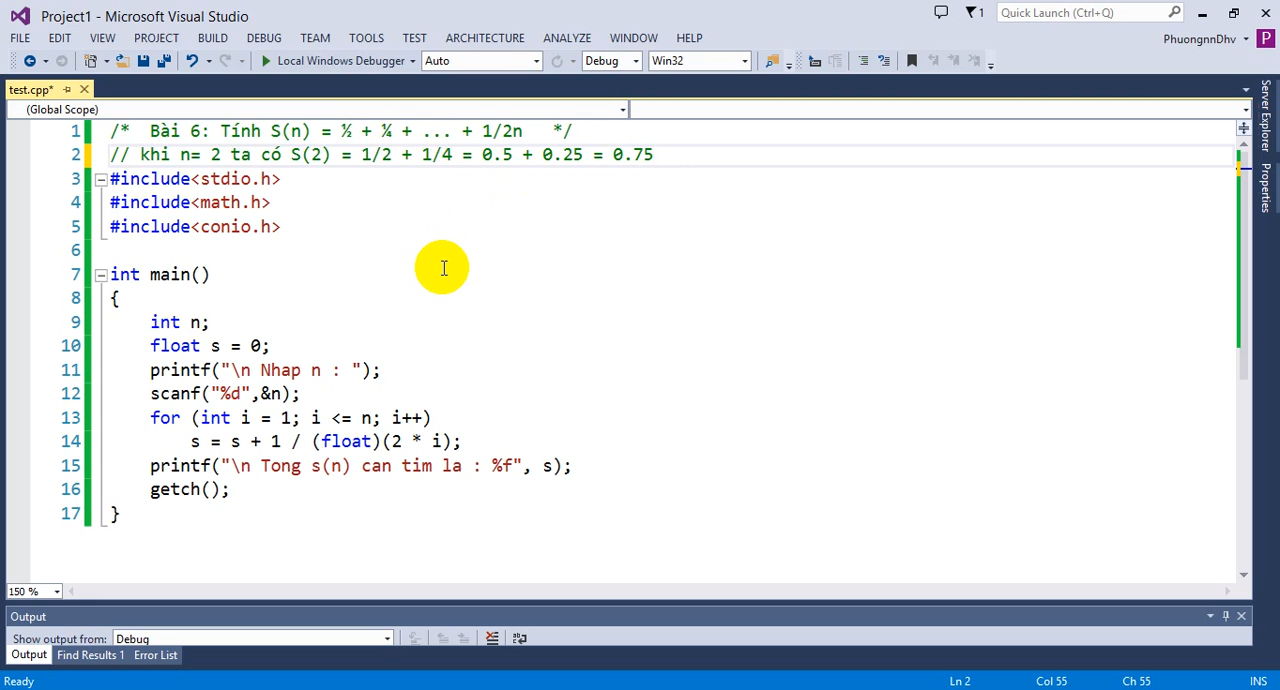 Project1 - Microsoft Visual Studio
1
Quick Launch (Ctrl+Q)
FILE EDIT VIEW PROJECT BUILD DEBUG TEAM TOOLS TEST ARCHITECTURE ANALYZE WINDOW HELP
PhuongnnDhv
P
Local Windows Debugger
Auto
Debug
Win32
test.cpp*
(Global Scope)
1 /*  Bài 6: Tính S(n) = ½ + ¼ + ... + 1/2n   */
2 // khi n= 2 ta có S(2) = 1/2 + 1/4 = 0.5 + 0.25 = 0.75
3 #include<stdio.h>
4 #include<math.h>
5 #include<conio.h>
6
7 int main()
8 {
9 int n;
10 float s = 0;
11 printf("\n Nhap n : ");
12 scanf("%d",&n);
13 for (int i = 1; i <= n; i++)
14 s = s + 1 / (float)(2 * i);
15 printf("\n Tong s(n) can tim la : %f", s);
16 getch();
17 }
Server Explorer
Properties
150 %
Output
Show output from: Debug
Output Find Results 1 Error List
Ready
Ln 2
Col 55
Ch 55
INS